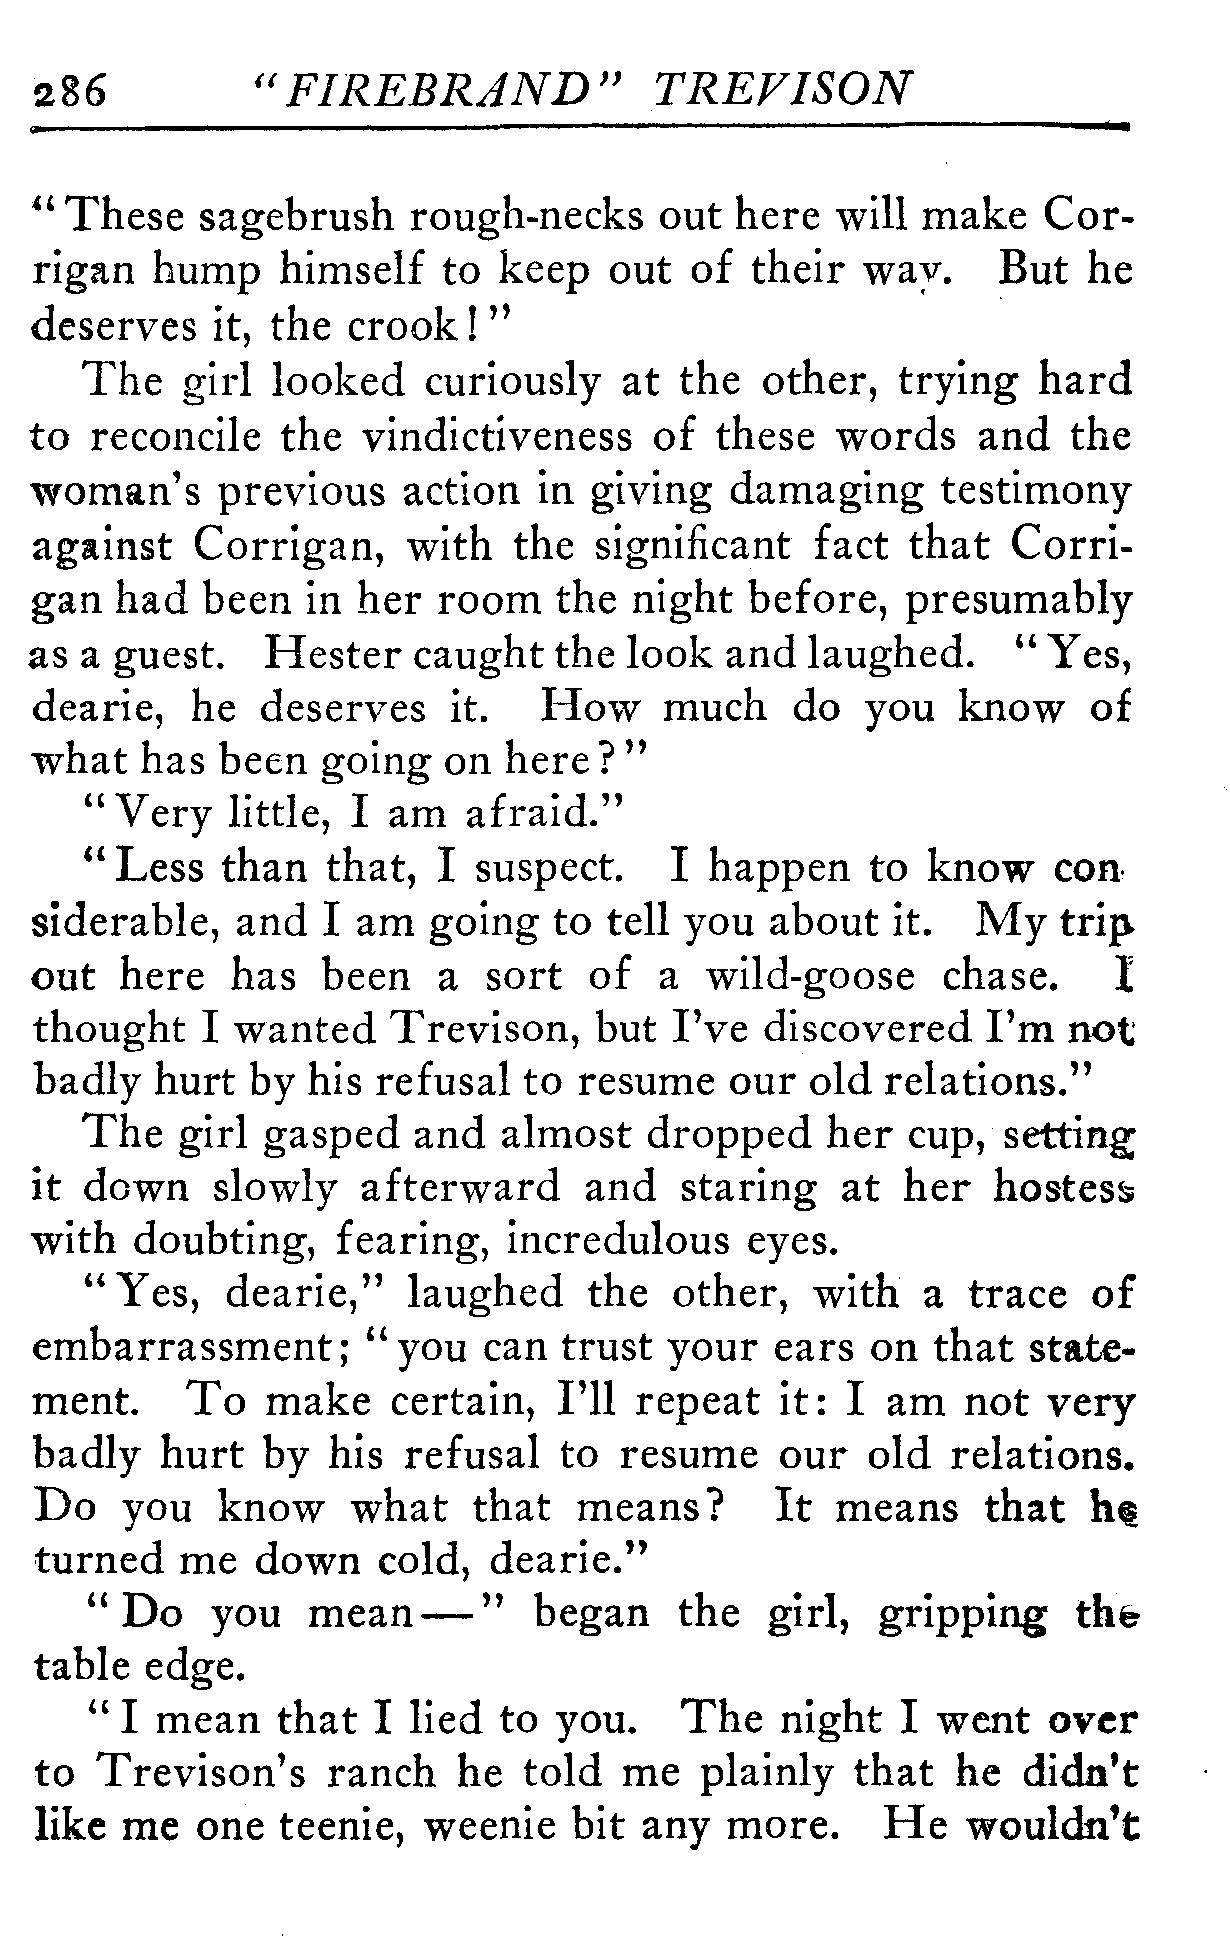 286 "FIREBRAND" TREVISON
"These sagebrush rough-necks out here will make Cor-
rigan hump himself to keep out of their way. But he
deserves it, the crook!"
The girl looked curiously at the other, trying hard
to reconcile the vindictiveness of these words and the
woman's previous action in giving damaging testimony
against Corrigan, with the significant fact that Corri-
gan had been in her room the night before, presumably
as a guest. Hester caught the look and laughed. "Yes,
dearie, he deserves it. How much do you know of
what has been going on here?"
"Very little, I am afraid."
"Less than that, I suspect. I happen to know con-
siderable, and I am going to tell you about it. My trip
out here has been a sort of a wild-goose chase. I
thought I wanted Trevison, but I've discovered I'm not
badly hurt by his refusal to resume our old relations."
The girl gasped and almost dropped her cup, setting
it down slowly afterward and staring at her hostess
with doubting, fearing, incredulous eyes.
"Yes, dearie," laughed the other, with a trace of
embarrassment; "you can trust your ears on that state-
ment. To make certain, I'll repeat it: I am not very
badly hurt by his refusal to resume our old relations.
Do you know what that means? It means that he
turned me down cold, dearie."
"Do you mean—" began the girl, gripping the
table edge.
"I mean that I lied to you. The night I went over
to Trevison's ranch he told me plainly that he didn't
like me one teenie, weenie bit any more. He wouldn't